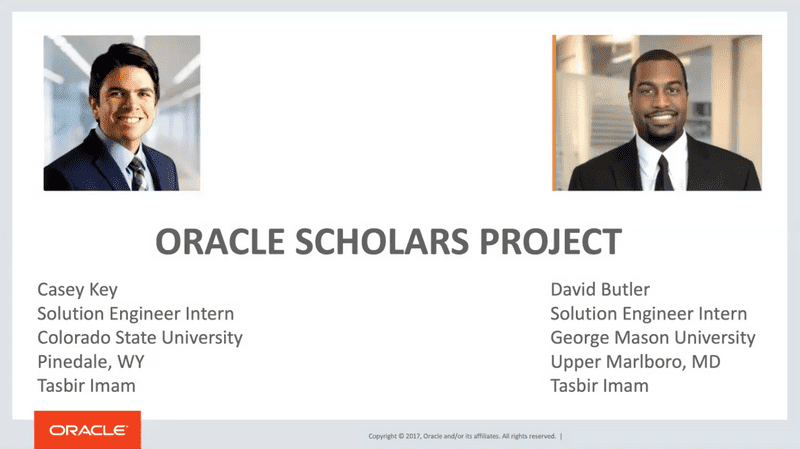 ORACLE SCHOLARS PROJECT
Casey Key
Solution Engineer Intern
Colorado State University
Pinedale, WY
Tasbir Imam
David Butler
Solution Engineer Intern
George Mason University
Upper Marlboro, MD
Tasbir Imam
ORACLE®
Copyright © 2017, Oracle and/or its affiliates. All rights reserved. |